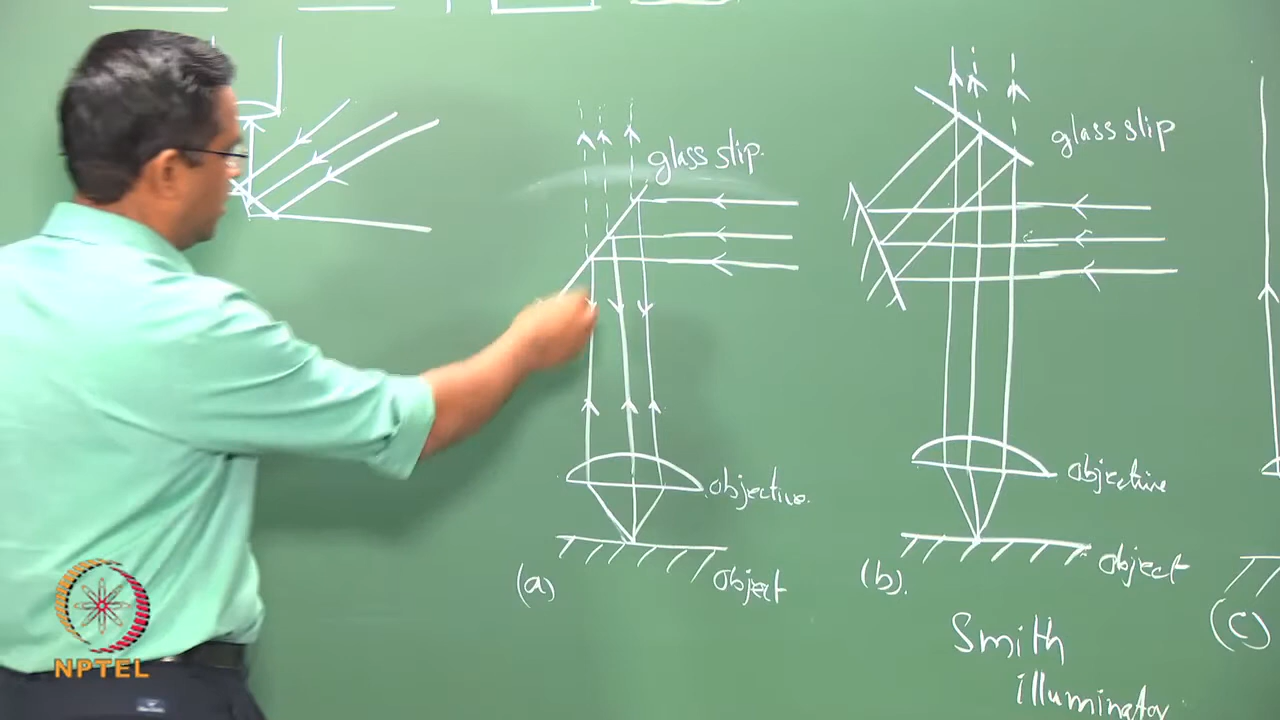 glass slip.
objective.
object
(a)
glass slip
objective
object
(b).
Smith
illuminator
(c)
NPTEL